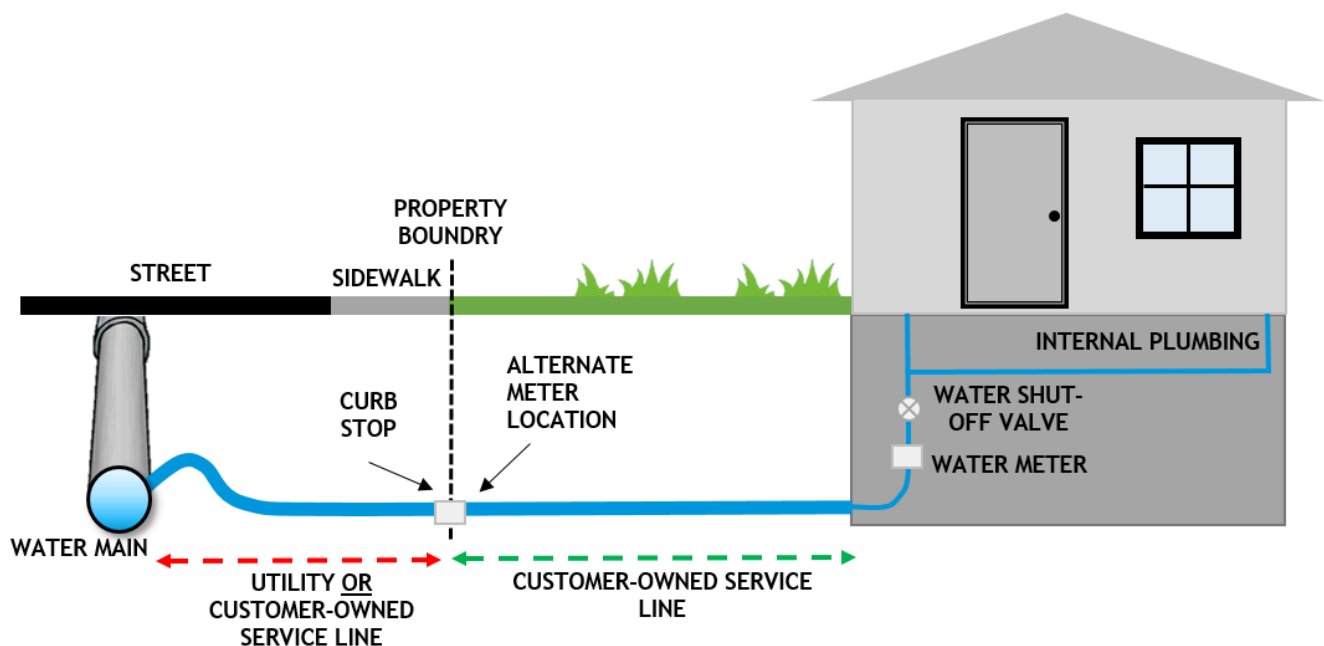 PROPERTY
BOUNDRY
STREET
SIDEWALK
INTERNAL PLUMBING
ALTERNATE
METER
LOCATION
CURB
STOP
WATER SHUT-
OFF VALVE
WATER METER
WATER MAIN
UTILITY OR
CUSTOMER-OWNED
SERVICE LINE
CUSTOMER-OWNED SERVICE
LINE